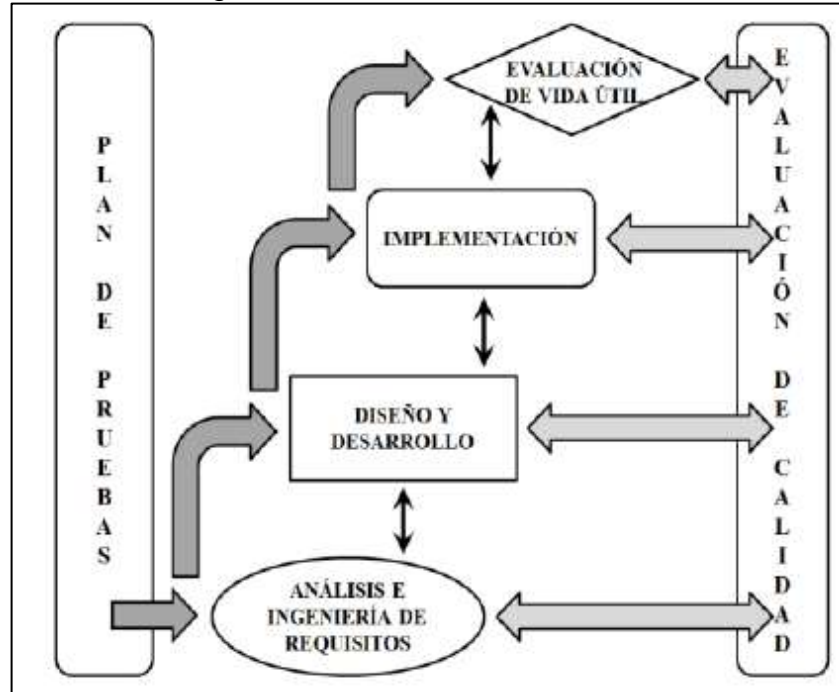 PLAN DE PRUEBAS
EVALUACIÓN
DE VIDA ÚTIL
IMPLEMENTACIÓN
DISEÑO Y
DESARROLLO
ANÁLISIS E
INGENIERÍA DE
REQUISITOS
EVALUACIÓN DE CALIDAD